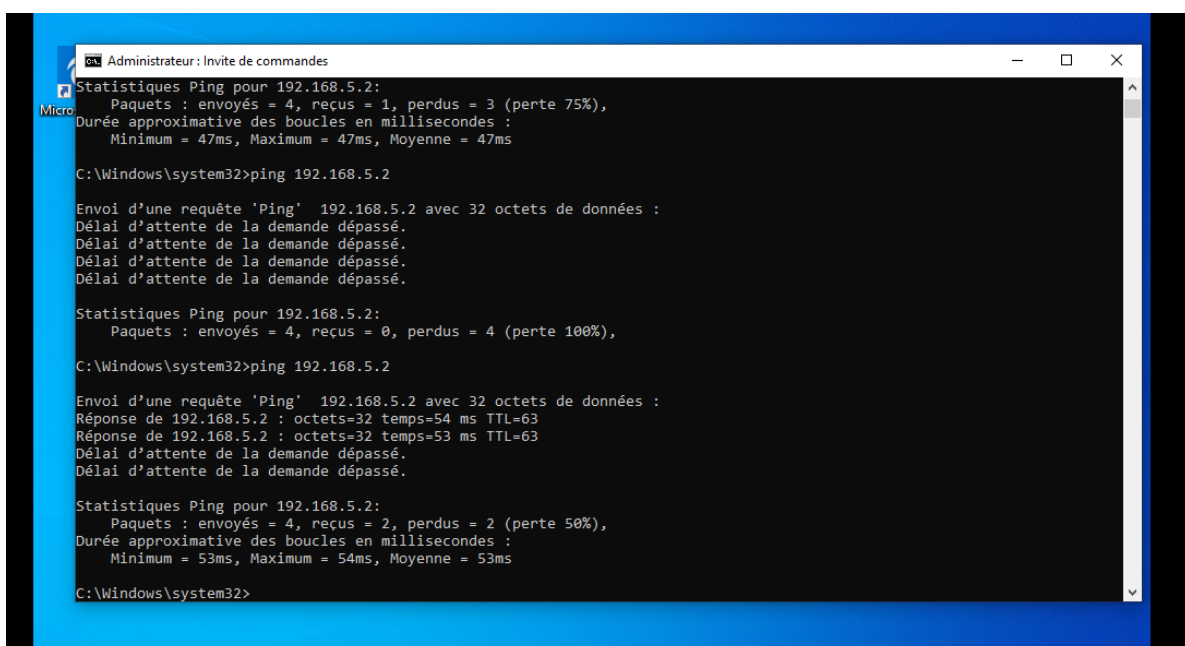 Administrateur : Invite de commandes
Statistiques Ping pour 192.168.5.2:
Micro
Paquets : envoyés = 4, reçus = 1, perdus = 3 (perte 75%),
Durée approximative des boucles en millisecondes :
Minimum = 47ms, Maximum = 47ms, Moyenne = 47ms
C:\Windows\system32>ping 192.168.5.2
Envoi d’une requête 'Ping'  192.168.5.2 avec 32 octets de données :
Délai d’attente de la demande dépassé.
Délai d’attente de la demande dépassé.
Délai d’attente de la demande dépassé.
Délai d’attente de la demande dépassé.
Statistiques Ping pour 192.168.5.2:
Paquets : envoyés = 4, reçus = 0, perdus = 4 (perte 100%),
C:\Windows\system32>ping 192.168.5.2
Envoi d’une requête 'Ping'  192.168.5.2 avec 32 octets de données :
Réponse de 192.168.5.2 : octets=32 temps=54 ms TTL=63
Réponse de 192.168.5.2 : octets=32 temps=53 ms TTL=63
Délai d’attente de la demande dépassé.
Délai d’attente de la demande dépassé.
Statistiques Ping pour 192.168.5.2:
Paquets : envoyés = 4, reçus = 2, perdus = 2 (perte 50%),
Durée approximative des boucles en millisecondes :
Minimum = 53ms, Maximum = 54ms, Moyenne = 53ms
C:\Windows\system32>